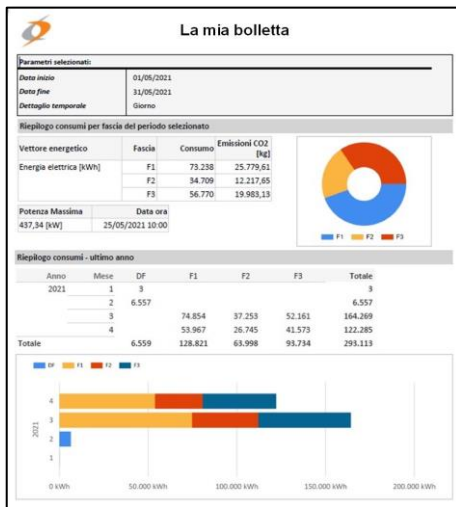 La mia bolletta
Parametri selezionati:
Data inizio 01/05/2021
Data fine 31/05/2021
Dettaglio temporale Giorno
Riepilogo consumi per fascia del periodo selezionato
Vettore energetico Fascia Consumo Emissioni CO2 [kg]
Energia elettrica [kWh] F1 73.238 25.779,61
F2 34.709 12.217,65
F3 56.770 19.983,13
Potenza Massima Data ora
437,34 [kW] 25/05/2021 10:00
F1 F2 F3
Riepilogo consumi - ultimo anno
Anno Mese DF F1 F2 F3 Totale
2021 1 3 3
2 6.557 6.557
3 74.854 37.253 52.161 164.269
4 53.967 26.745 41.573 122.285
Totale 6.559 128.821 63.998 93.734 293.113
DF F1 F2 F3
4
3
2021
2
1
0 kWh 50.000 kWh 100.000 kWh 150.000 kWh 200.000 kWh